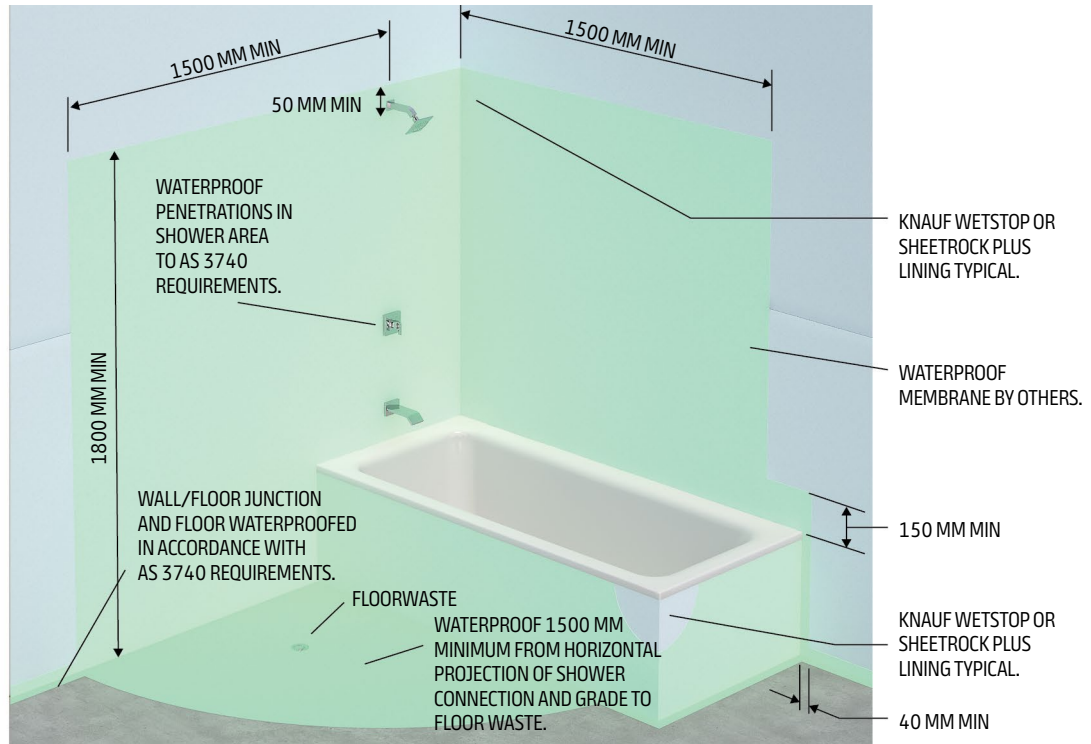 1500 MM MIN
1500 MM MIN
50 MM MIN
WATERPROOF
PENETRATIONS IN
SHOWER AREA
TO AS 3740
REQUIREMENTS.
KNAUF WETSTOP OR
SHEETROCK PLUS
LINING TYPICAL.
1800 MM MIN
WATERPROOF
MEMBRANE BY OTHERS.
WALL/FLOOR JUNCTION
AND FLOOR WATERPROOFED
IN ACCORDANCE WITH
AS 3740 REQUIREMENTS.
150 MM MIN
FLOORWASTE
WATERPROOF 1500 MM
MINIMUM FROM HORIZONTAL
PROJECTION OF SHOWER
CONNECTION AND GRADE TO
FLOOR WASTE.
KNAUF WETSTOP OR
SHEETROCK PLUS
LINING TYPICAL.
40 MM MIN